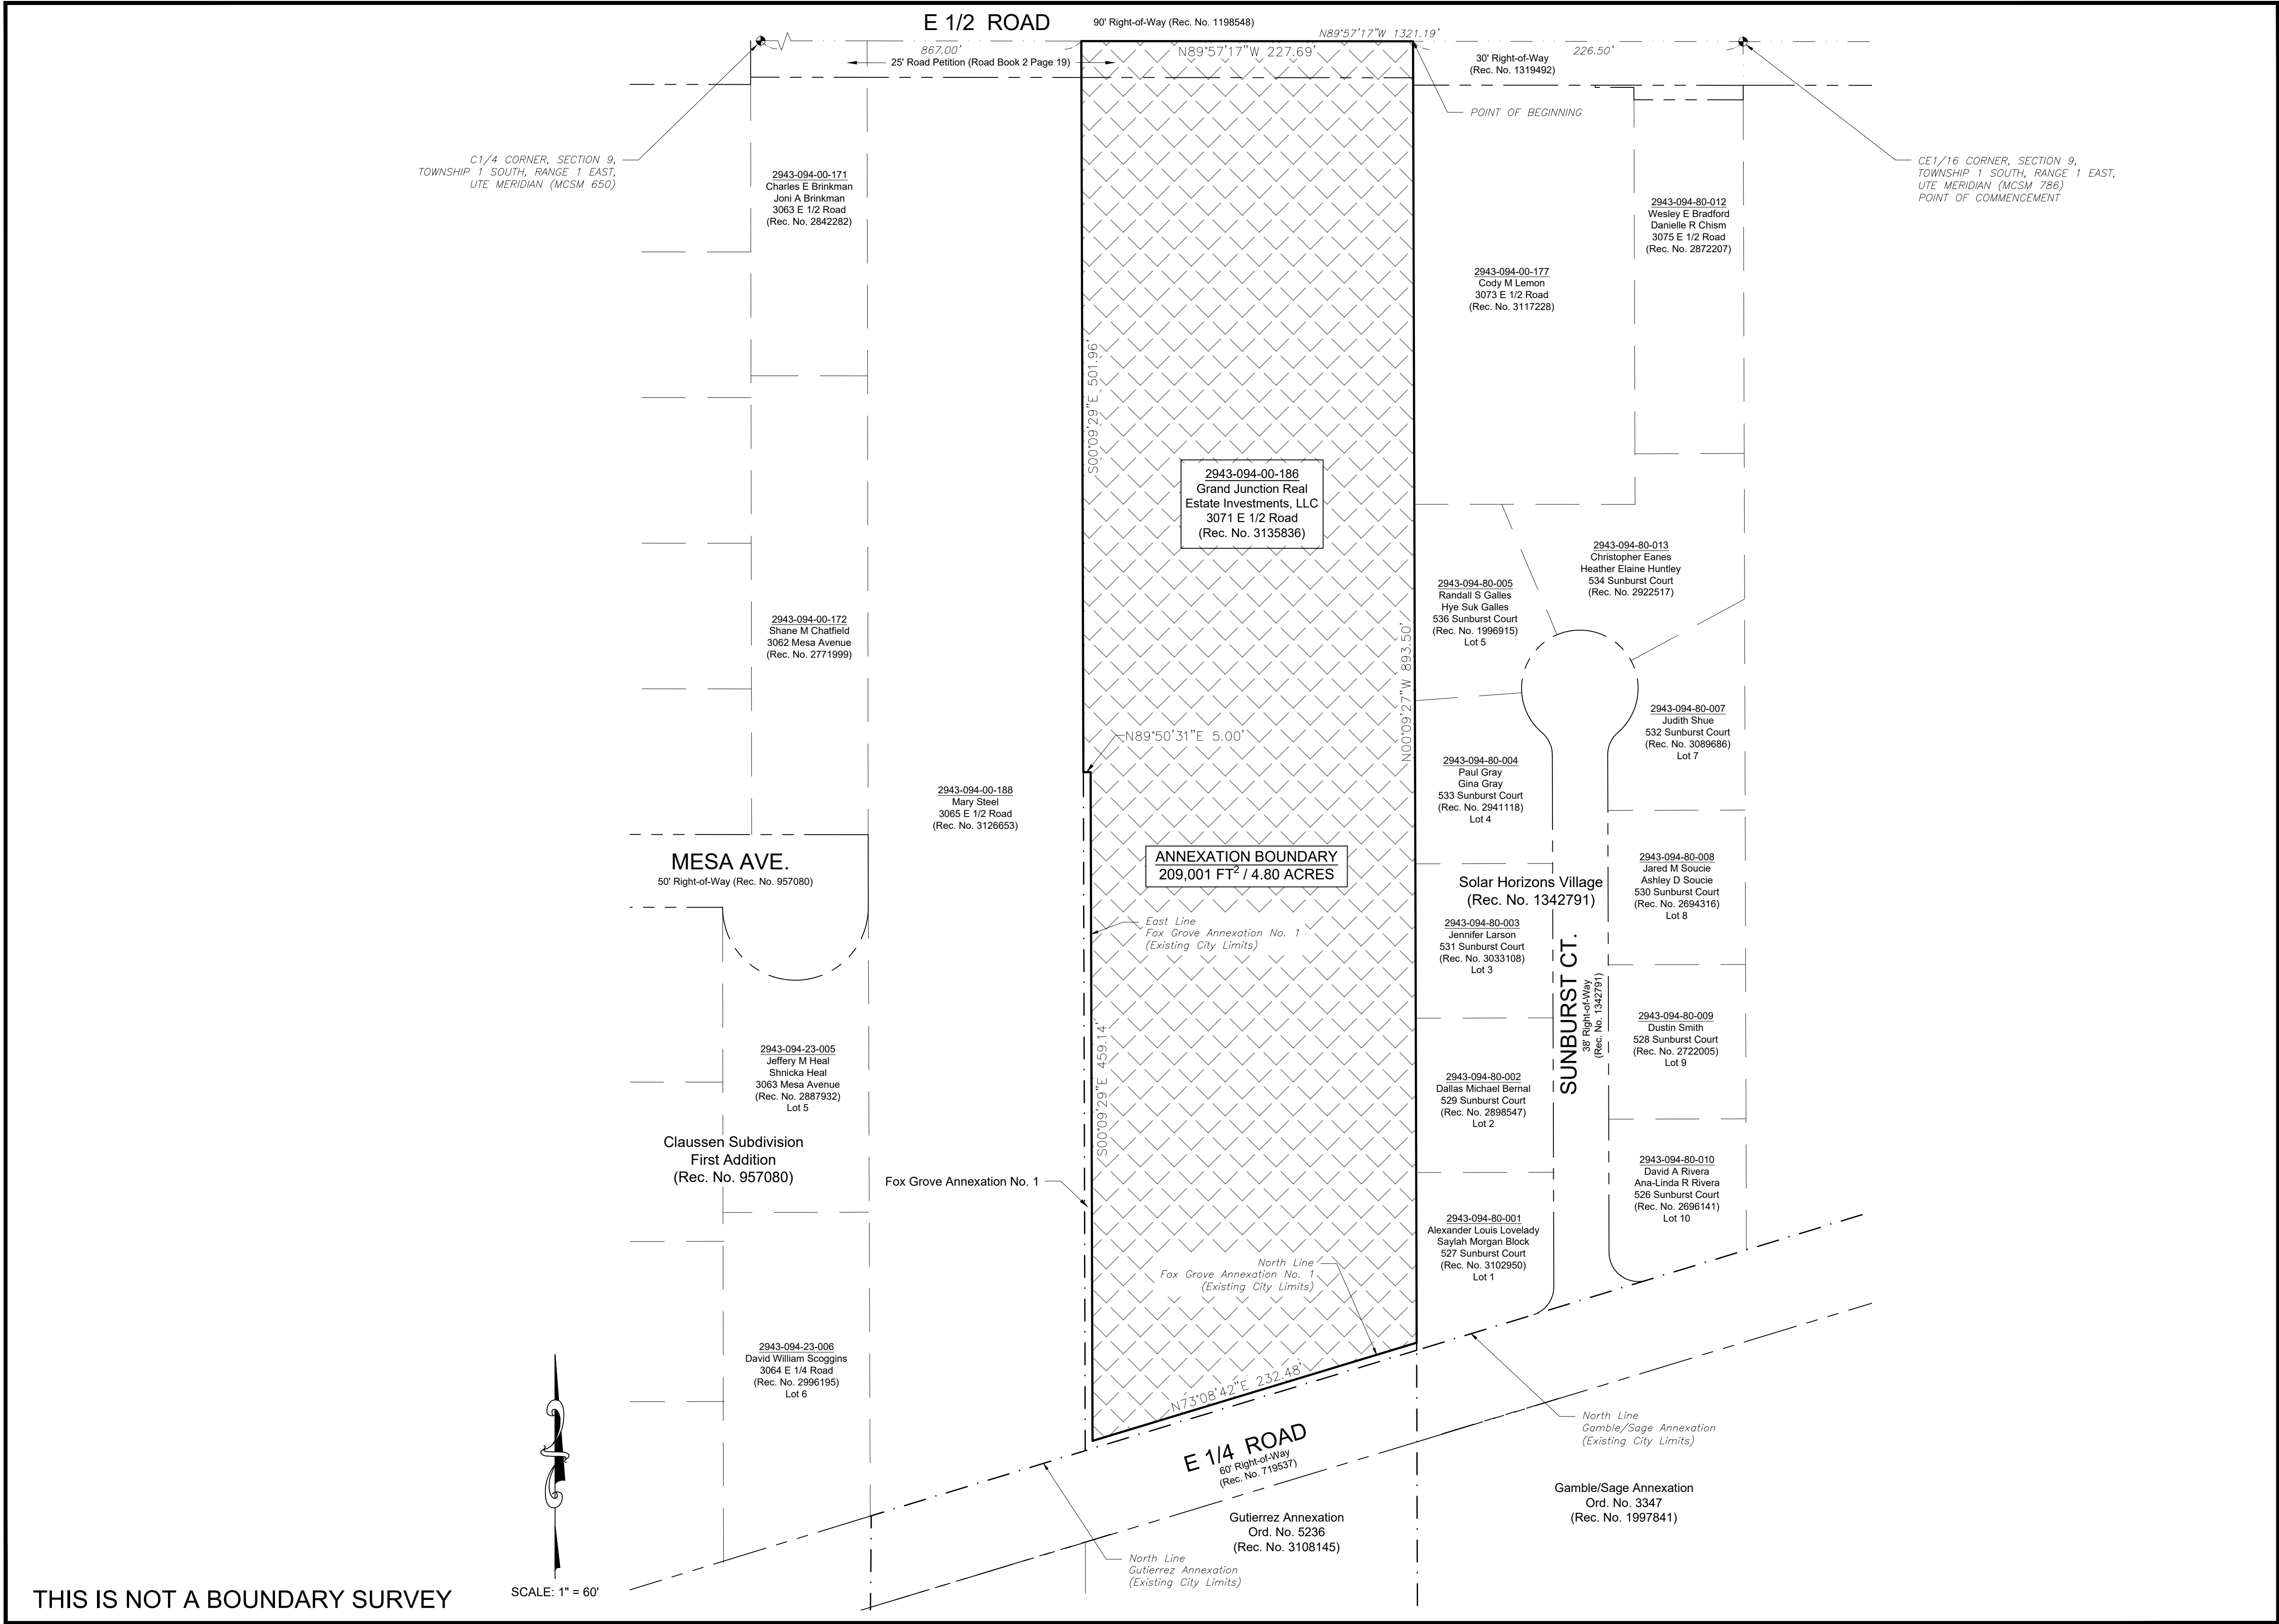 E 1/2 ROAD
90' Right-of-Way (Rec. No. 1198548)
N89°57'17"W 1321.19'
867.00'
N89°57'17"W 227.69'
226.50'
25' Road Petition (Road Book 2 Page 19)
30' Right-of-Way
(Rec. No. 1319492)
POINT OF BEGINNING
C1/4 CORNER, SECTION 9,
TOWNSHIP 1 SOUTH, RANGE 1 EAST,
UTE MERIDIAN (MCSM 650)
CE1/16 CORNER, SECTION 9,
TOWNSHIP 1 SOUTH, RANGE 1 EAST,
UTE MERIDIAN (MCSM 786)
POINT OF COMMENCEMENT
2943-094-00-171
Charles E Brinkman
Joni A Brinkman
3063 E 1/2 Road
(Rec. No. 2842282)
2943-094-80-012
Wesley E Bradford
Danielle R Chism
3075 E 1/2 Road
(Rec. No. 2872207)
2943-094-00-177
Cody M Lemon
3073 E 1/2 Road
(Rec. No. 3117228)
S00°09'29"E 501.96'
2943-094-00-186
Grand Junction Real
Estate Investments, LLC
3071 E 1/2 Road
(Rec. No. 3135836)
2943-094-80-013
Christopher Eanes
Heather Elaine Huntley
534 Sunburst Court
(Rec. No. 2922517)
2943-094-80-005
Randall S Galles
Hye Suk Galles
536 Sunburst Court
(Rec. No. 1996915)
Lot 5
2943-094-00-172
Shane M Chatfield
3062 Mesa Avenue
(Rec. No. 2771999)
N00°09'27"W 893.50'
2943-094-80-007
Judith Shue
532 Sunburst Court
(Rec. No. 3089686)
Lot 7
N89°50'31"E 5.00'
2943-094-80-004
Paul Gray
Gina Gray
533 Sunburst Court
(Rec. No. 2941118)
Lot 4
2943-094-00-188
Mary Steel
3065 E 1/2 Road
(Rec. No. 3126653)
MESA AVE.
50' Right-of-Way (Rec. No. 957080)
ANNEXATION BOUNDARY
209,001 FT² / 4.80 ACRES
2943-094-80-008
Jared M Soucie
Ashley D Soucie
530 Sunburst Court
(Rec. No. 2694316)
Lot 8
Solar Horizons Village
(Rec. No. 1342791)
East Line
Fox Grove Annexation No. 1
(Existing City Limits)
2943-094-80-003
Jennifer Larson
531 Sunburst Court
(Rec. No. 3033108)
Lot 3
SUNBURST CT.
38' Right-of-Way
(Rec. No. 1342791)
2943-094-80-009
Dustin Smith
528 Sunburst Court
(Rec. No. 2722005)
Lot 9
S00°09'29"E 459.14'
2943-094-23-005
Jeffery M Heal
Shnicka Heal
3063 Mesa Avenue
(Rec. No. 2887932)
Lot 5
2943-094-80-002
Dallas Michael Bernal
529 Sunburst Court
(Rec. No. 2898547)
Lot 2
Claussen Subdivision
First Addition
(Rec. No. 957080)
Fox Grove Annexation No. 1
2943-094-80-010
David A Rivera
Ana-Linda R Rivera
526 Sunburst Court
(Rec. No. 2696141)
Lot 10
2943-094-80-001
Alexander Louis Lovelady
Saylah Morgan Block
527 Sunburst Court
(Rec. No. 3102950)
Lot 1
North Line
Fox Grove Annexation No. 1
(Existing City Limits)
2943-094-23-006
David William Scoggins
3064 E 1/4 Road
(Rec. No. 2996195)
Lot 6
N73°08'42"E 232.48'
E 1/4 ROAD
60' Right-of-Way
(Rec. No. 719537)
North Line
Gamble/Sage Annexation
(Existing City Limits)
Gamble/Sage Annexation
Ord. No. 3347
(Rec. No. 1997841)
Gutierrez Annexation
Ord. No. 5236
(Rec. No. 3108145)
North Line
Gutierrez Annexation
(Existing City Limits)
SCALE: 1" = 60'
THIS IS NOT A BOUNDARY SURVEY